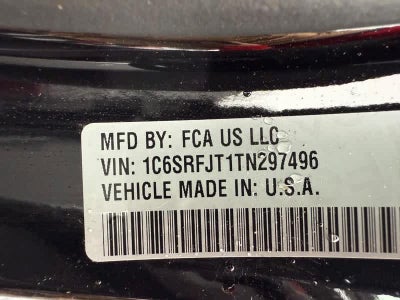 MFD BY: FCA US LLC
VIN: 1C6SRFJT1TN297496
VEHICLE MADE IN: U.S.A.